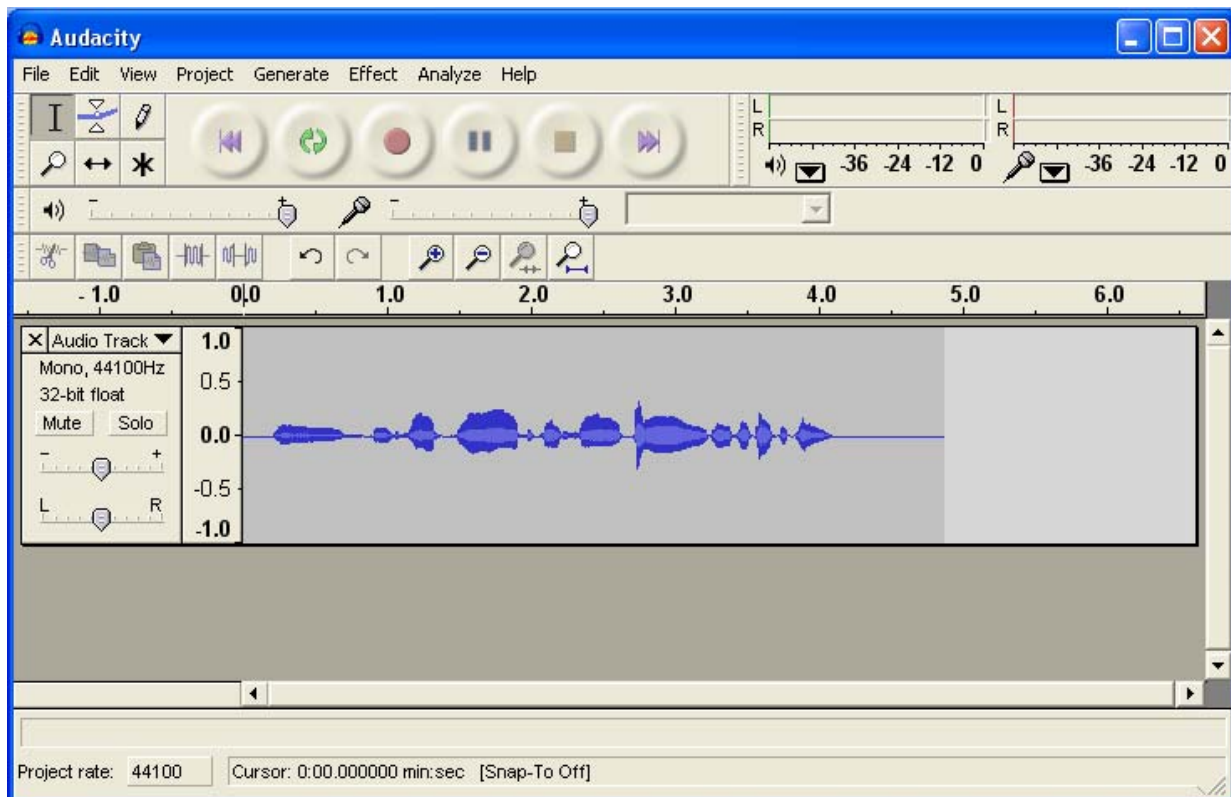 Audacity
File Edit View Project Generate Effect Analyze Help
L
R
-36 -24 -12 0
L
R
-36 -24 -12 0
- +
- +
- 1.0 0.0 1.0 2.0 3.0 4.0 5.0 6.0
X Audio Track
Mono, 44100Hz
32-bit float
Mute Solo
- +
L R
1.0
0.5
0.0
-0.5
-1.0
Project rate: 44100 Cursor: 0:00.000000 min:sec [Snap-To Off]